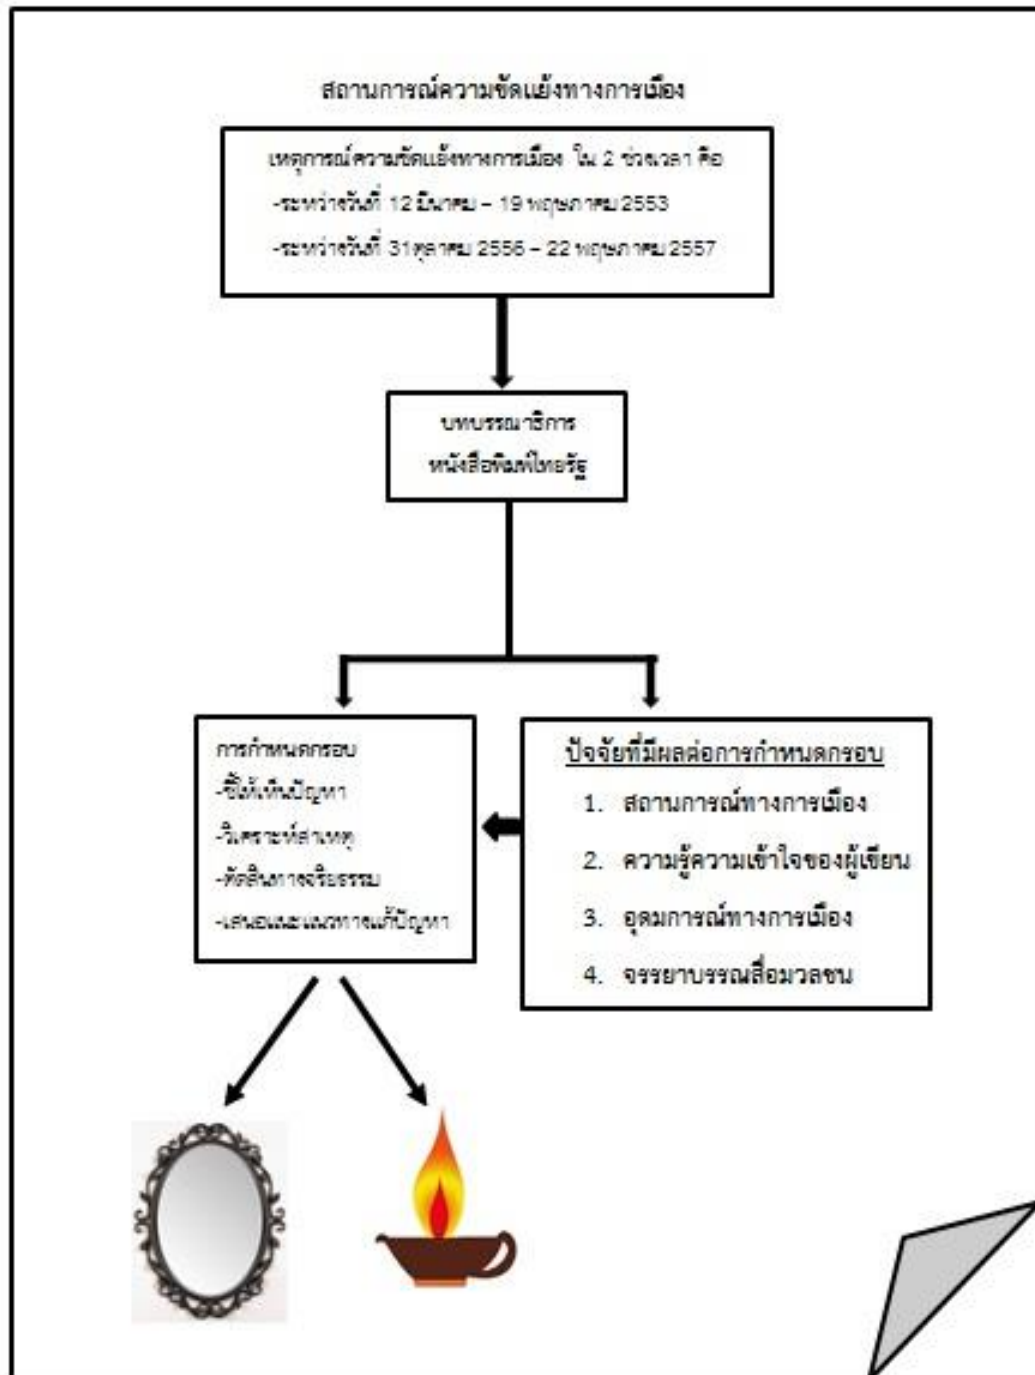 สถานการณ์ความขัดแย้งทางการเมือง
เหตุการณ์ความขัดแย้งทางการเมือง ใน 2 ช่วงเวลา คือ
-ระหว่างวันที่ 12 มีนาคม – 19 พฤษภาคม 2553
-ระหว่างวันที่ 31 ตุลาคม 2556 – 22 พฤษภาคม 2557
บทบรรณาธิการ
หนังสือพิมพ์ไทยรัฐ
การกำหนดกรอบ
-ชี้ให้เห็นปัญหา
-วิเคราะห์สาเหตุ
-ตัดสินทางจริยธรรม
-เสนอแนะแนวทางแก้ปัญหา
ปัจจัยที่มีผลต่อการกำหนดกรอบ
1. สถานการณ์ทางการเมือง
2. ความรู้ความเข้าใจของผู้เขียน
3. อุดมการณ์ทางการเมือง
4. จรรยาบรรณสื่อมวลชน